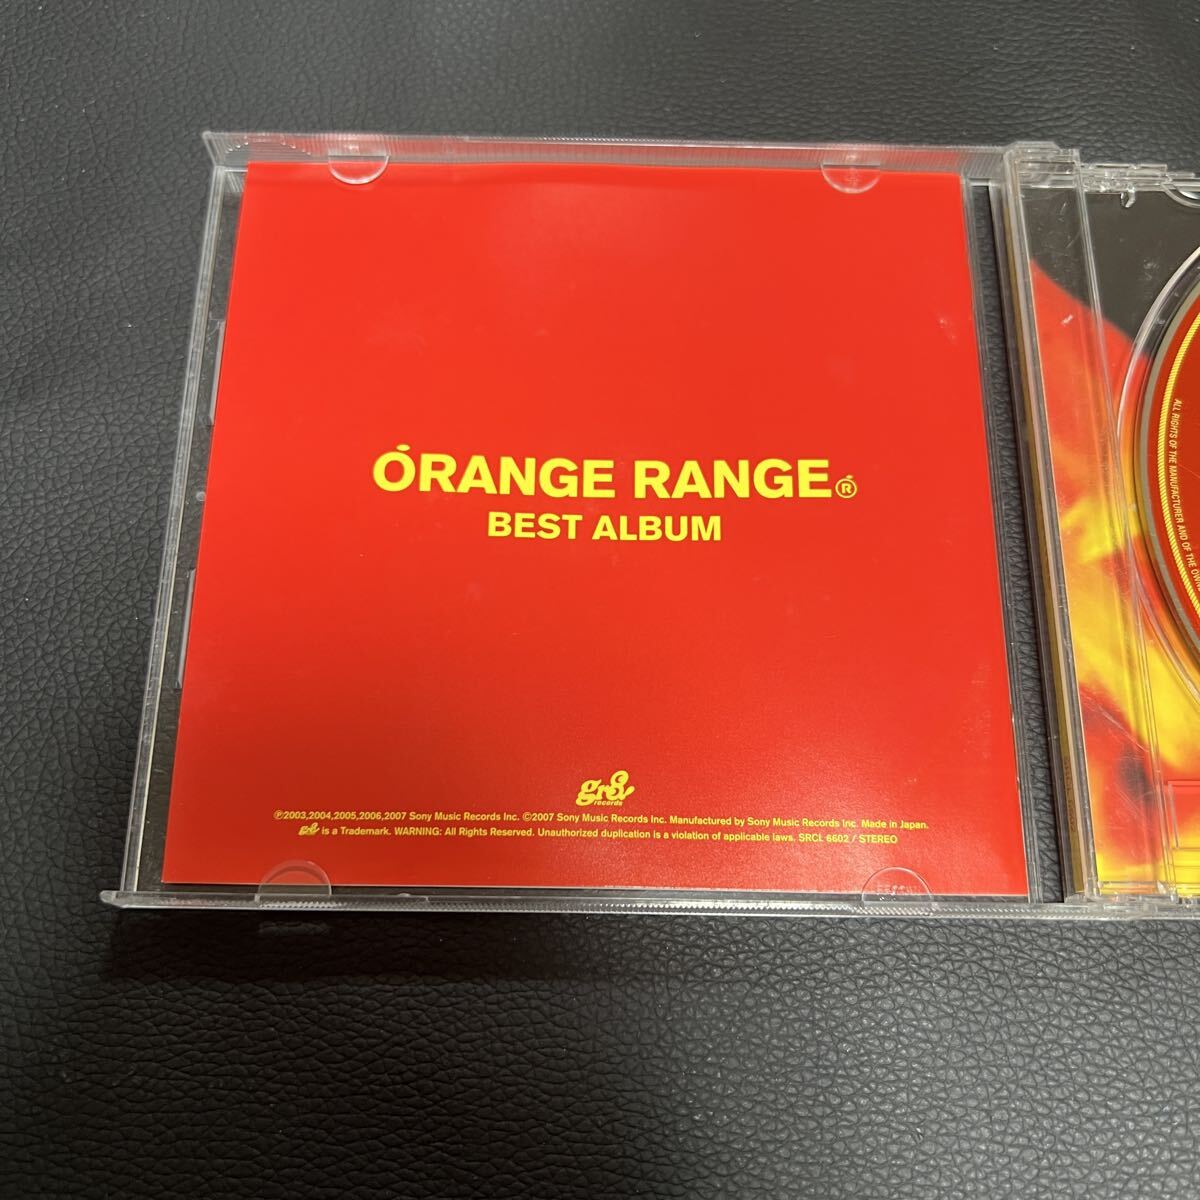 ORANGE RANGE®
BEST ALBUM
gr8!
records
℗2003,2004,2005,2006,2007 Sony Music Records Inc. ©2007 Sony Music Records Inc. Manufactured by Sony Music Records Inc. Made in Japan.
gr8! is a Trademark. WARNING: All Rights Reserved. Unauthorized duplication is a violation of applicable laws. SRCL 6602 / STEREO
ALL RIGHTS OF THE MANUFACTURER AND OF THE OWN